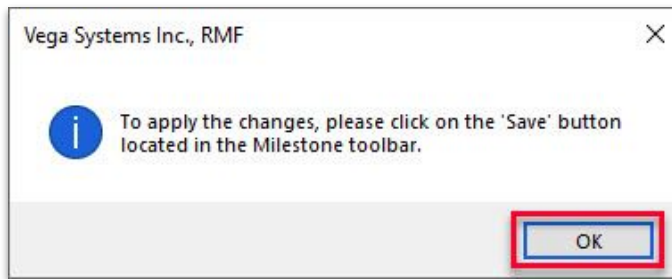 Vega Systems Inc., RMF
To apply the changes, please click on the 'Save' button
located in the Milestone toolbar.
OK